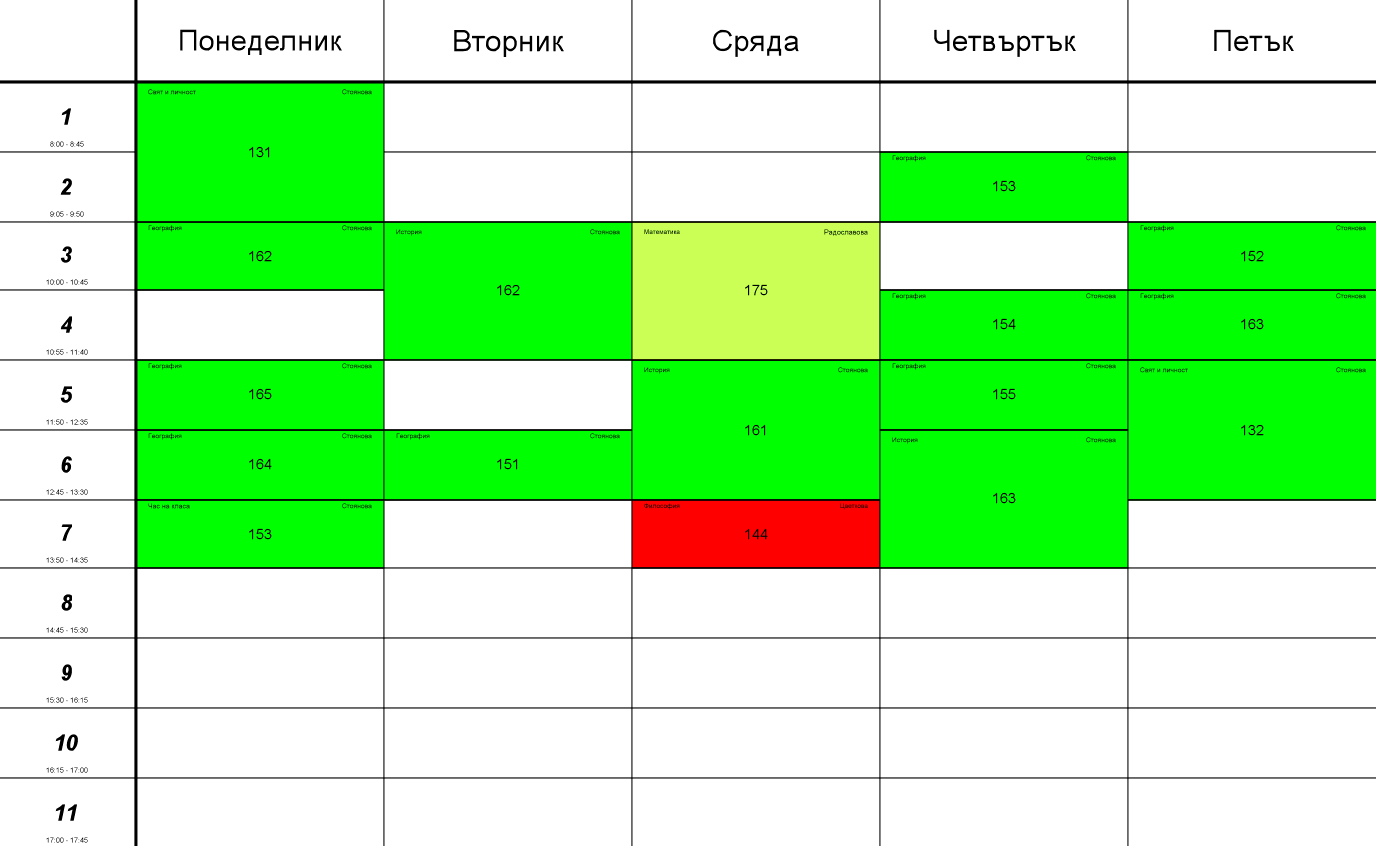 Понеделник Вторник Сряда Четвъртък Петък
1
8:00 - 8:45
Свят и личност Стоянова
131
2
9:05 - 9:50
География Стоянова
153
3
10:00 - 10:45
География Стоянова
162
История Стоянова
162
Математика Радославова
175
География Стоянова
152
4
10:55 - 11:40
География Стоянова
154
География Стоянова
163
5
11:50 - 12:35
География Стоянова
165
История Стоянова
161
География Стоянова
155
Свят и личност Стоянова
132
6
12:45 - 13:30
География Стоянова
164
География Стоянова
151
История Стоянова
163
7
13:50 - 14:35
Час на класа Стоянова
153
Философия Цветкова
144
8
14:45 - 15:30
9
15:30 - 16:15
10
16:15 - 17:00
11
17:00 - 17:45